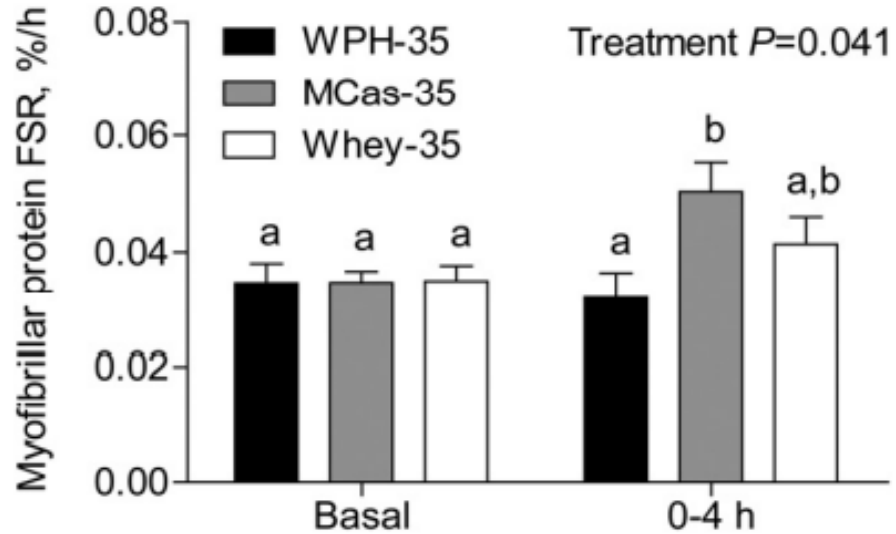 Myofibrillar protein FSR, %/h
0.08
0.06
0.04
0.02
0.00
WPH-35
MCas-35
Whey-35
Treatment P=0.041
a
a
a
a
b
a,b
Basal
0-4 h